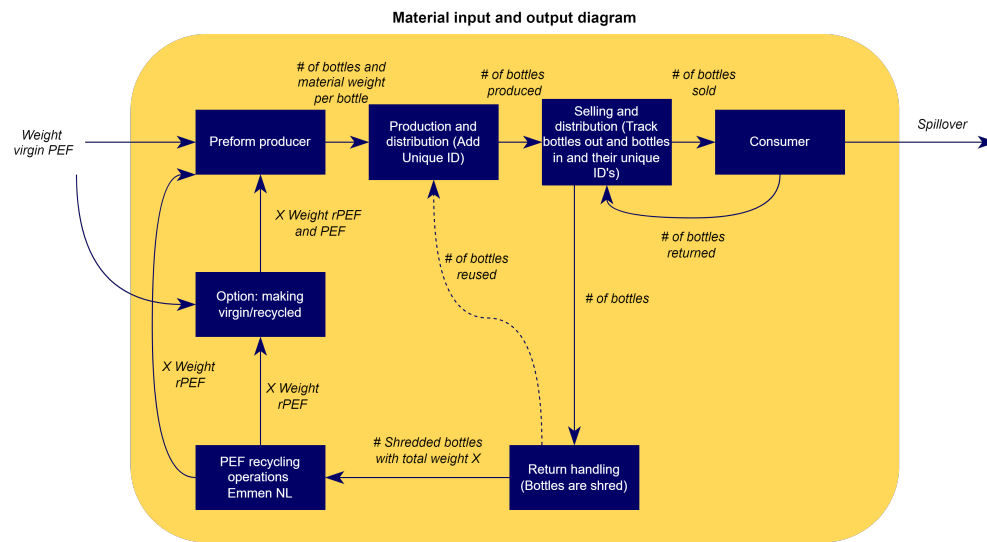 Material input and output diagram
# of bottles and
material weight
per bottle
# of bottles
produced
# of bottles
sold
Weight
virgin PEF
Preform producer
Production and
distribution (Add
Unique ID)
Selling and
distribution (Track
bottles out and bottles
in and their unique
ID's)
Consumer
Spillover
X Weight rPEF
and PEF
# of bottles
reused
# of bottles
returned
Option: making
virgin/recycled
# of bottles
X Weight
rPEF
X Weight
rPEF
# Shredded bottles
with total weight X
PEF recycling
operations
Emmen NL
Return handling
(Bottles are shred)